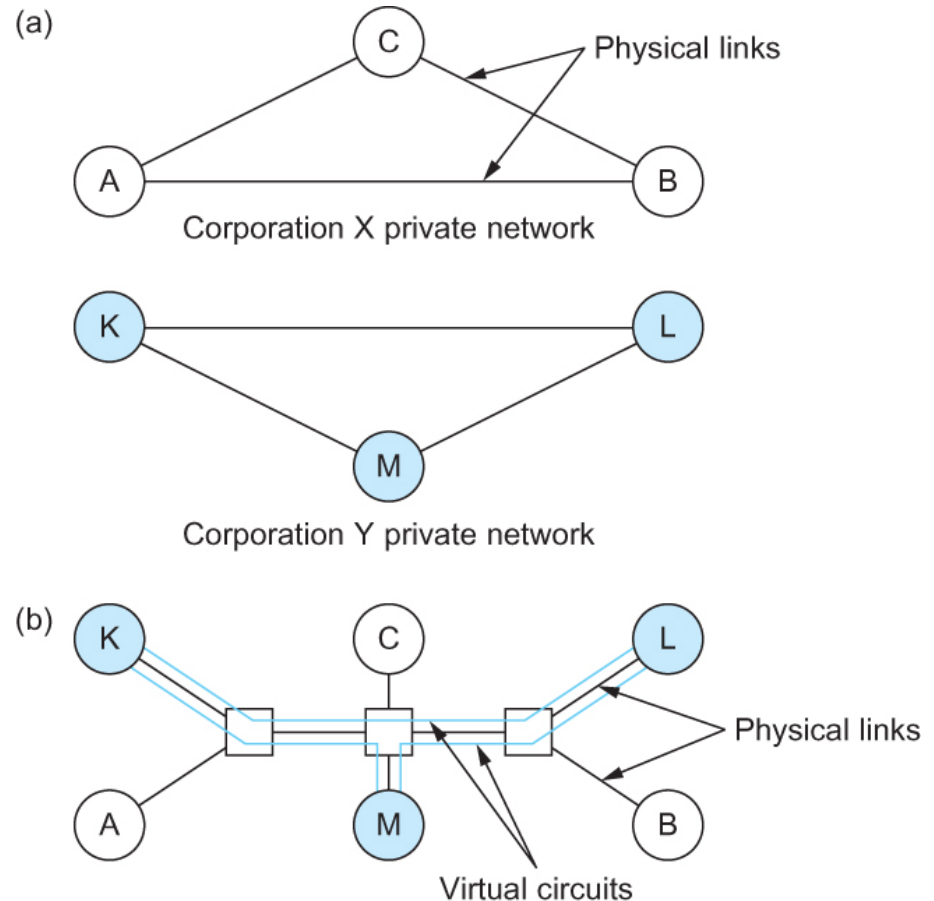 (a)
C
Physical links
A
B
Corporation X private network
K
L
M
Corporation Y private network
(b)
K
C
L
Physical links
A
M
B
Virtual circuits